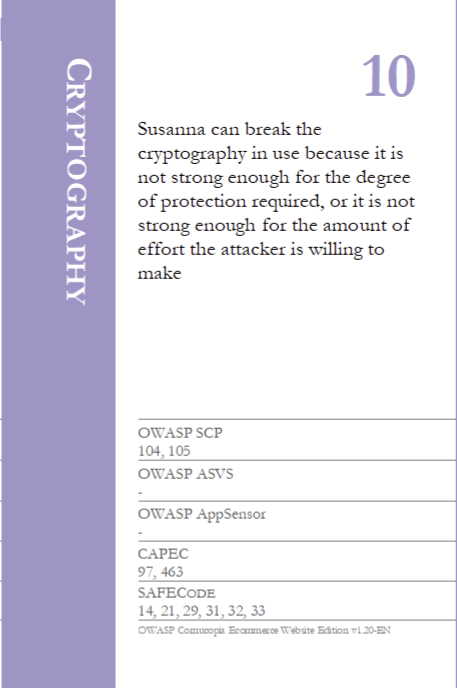 CRYPTOGRAPHY
10
Susanna can break the
cryptography in use because it is
not strong enough for the degree
of protection required, or it is not
strong enough for the amount of
effort the attacker is willing to
make
OWASP SCP
104, 105
OWASP ASVS
-
OWASP AppSensor
-
CAPEC
97, 463
SAFECODE
14, 21, 29, 31, 32, 33
OWASP Cornucopia Ecommerce Website Edition v1.20-EN